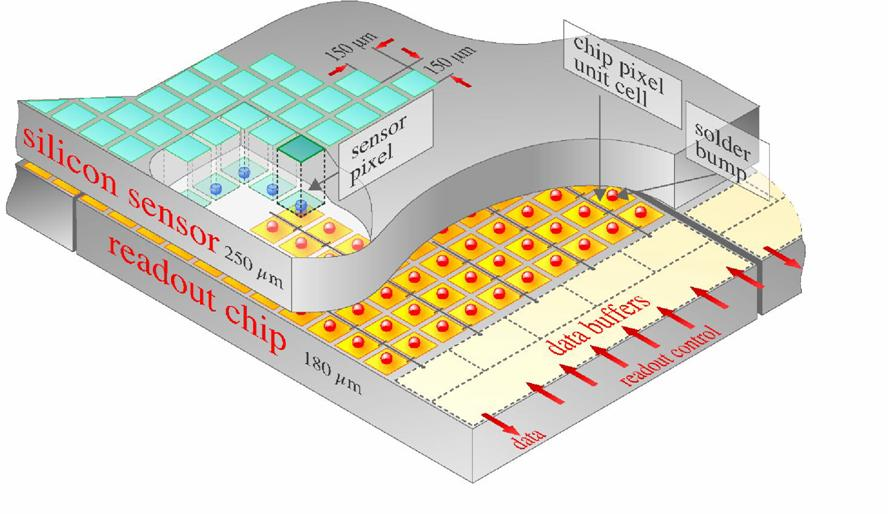 150 μm
150 μm
chip pixel
unit cell
solder
bump
sensor
pixel
silicon sensor
250 μm
readout chip
180 μm
data buffers
readout control
data